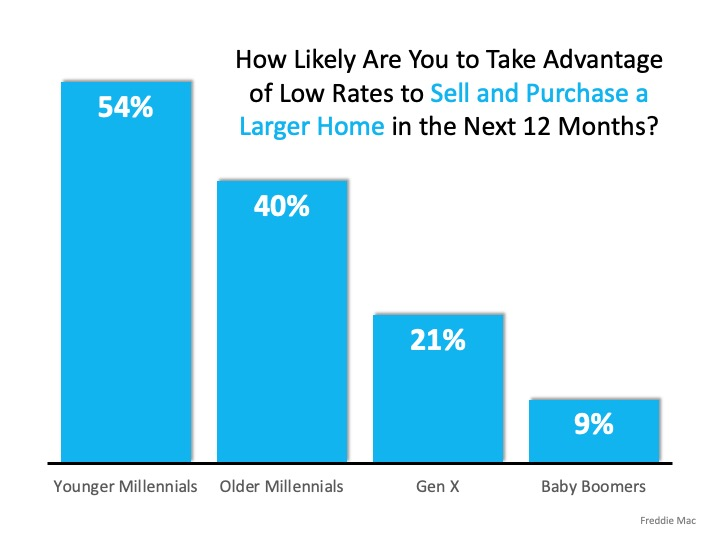 How Likely Are You to Take Advantage
of Low Rates to Sell and Purchase a
Larger Home in the Next 12 Months?
54%
40%
21%
9%
Younger Millennials
Older Millennials
Gen X
Baby Boomers
Freddie Mac